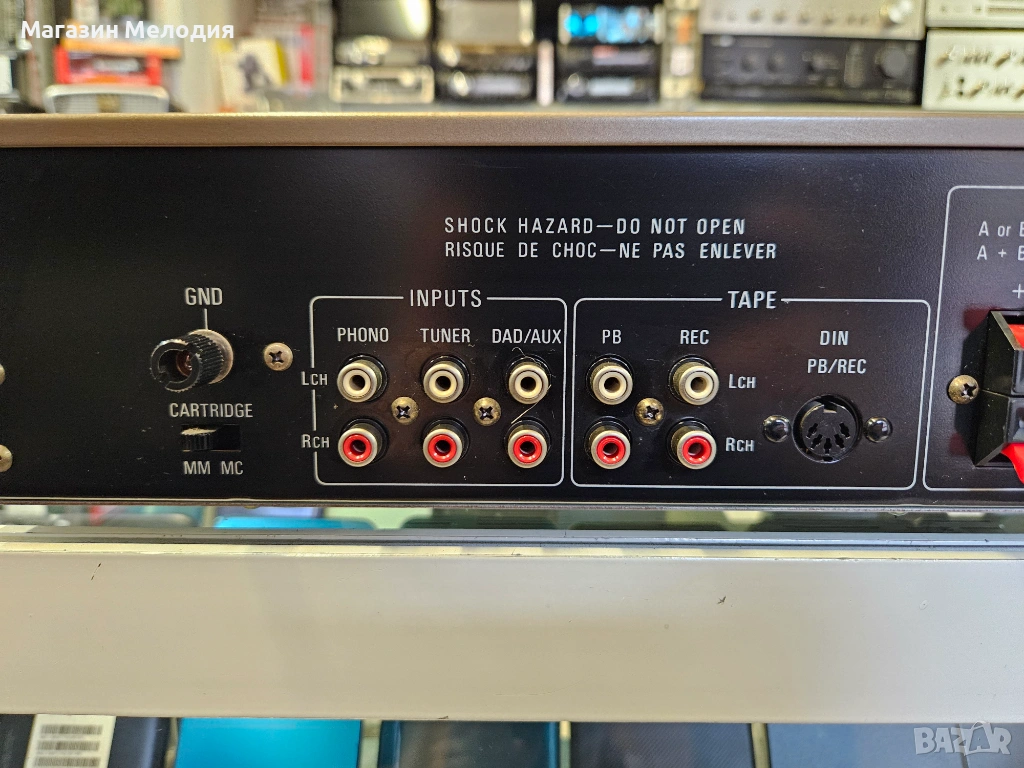 Магазин Мелодия
SHOCK HAZARD—DO NOT OPEN
RISQUE DE CHOC—NE PAS ENLEVER
A or B
A + B
+
GND
INPUTS
TAPE
PHONO TUNER DAD/AUX
PB REC
DIN
PB/REC
LCH
LCH
CARTRIDGE
RCH
RCH
MM MC
BAZAR